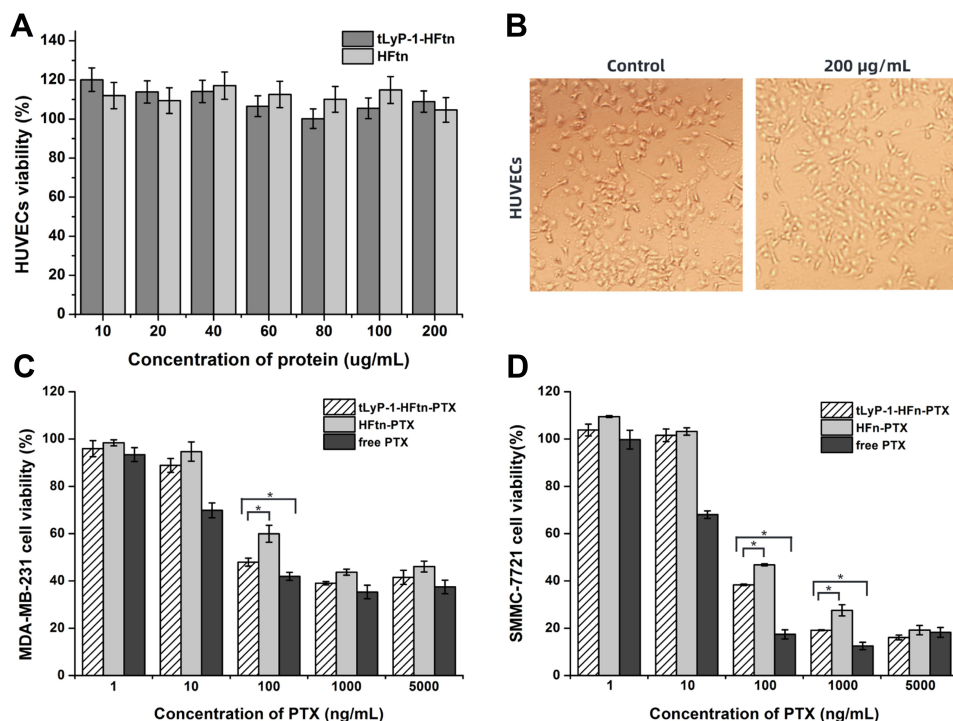 A
tLyP-1-HFtn
HFtn
HUVECs viability (%)
140
120
100
80
60
40
20
0
10 20 40 60 80 100 200
Concentration of protein (ug/mL)
B
Control 200 µg/mL
HUVECs
C
tLyP-1-HFtn-PTX
HFtn-PTX
free PTX
MDA-MB-231 cell viability (%)
120
100
80
60
40
20
0
* 
*
1 10 100 1000 5000
Concentration of PTX (ng/mL)
D
tLyP-1-HFn-PTX
HFn-PTX
free PTX
SMMC-7721 cell viability(%)
120
100
80
60
40
20
0
*
*
*
*
1 10 100 1000 5000
Concentration of PTX (ng/mL)